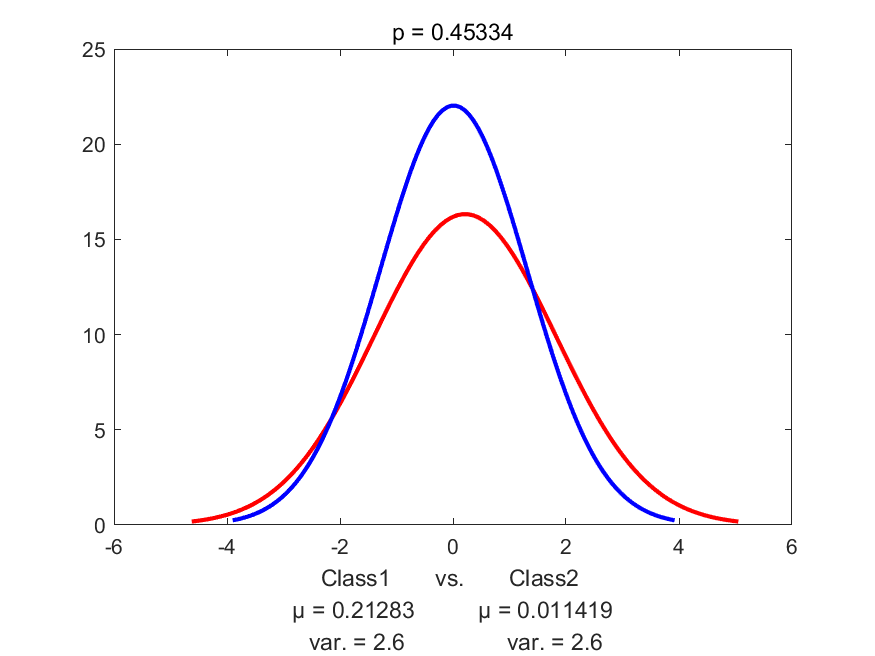 p = 0.45334
25
20
15
10
5
0
-6 -4 -2 0 2 4 6
Class1 vs. Class2
μ = 0.21283 μ = 0.011419
var. = 2.6 var. = 2.6